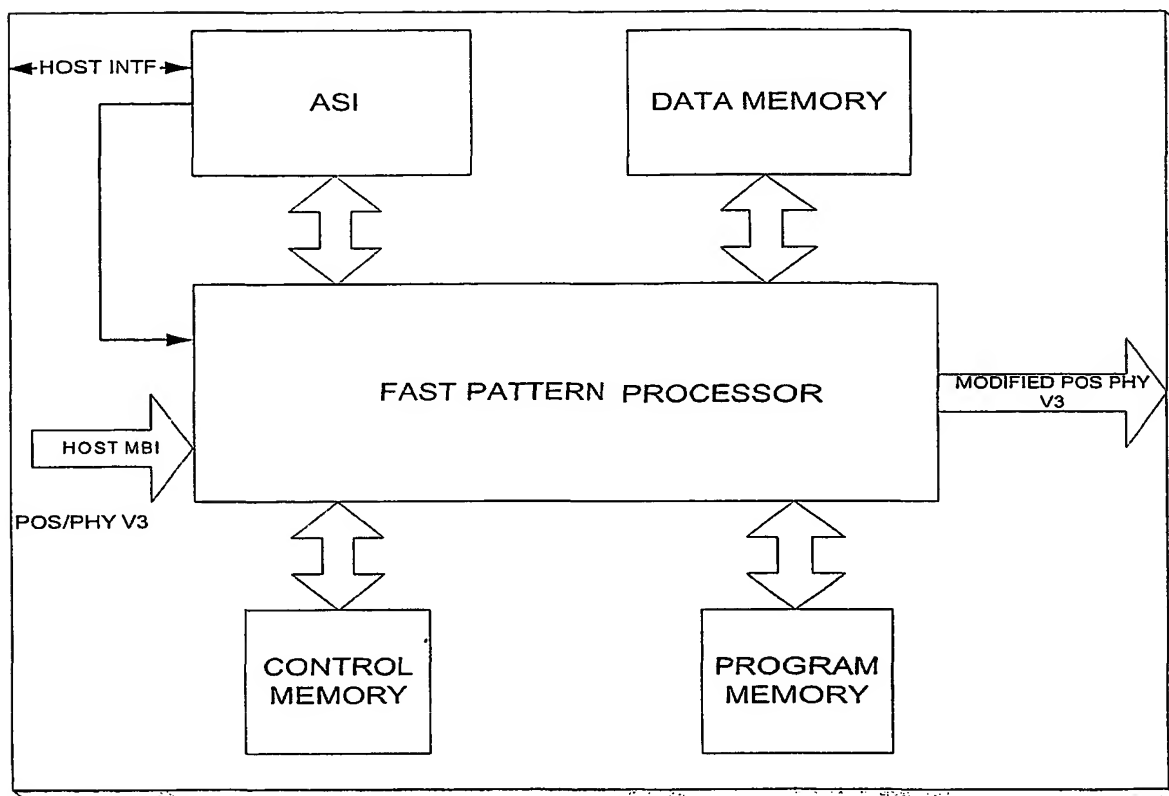 HOST INTF
ASI
DATA MEMORY
FAST PATTERN PROCESSOR
MODIFIED POS PHY
V3
HOST MBI
POS/PHY V3
CONTROL
MEMORY
PROGRAM
MEMORY